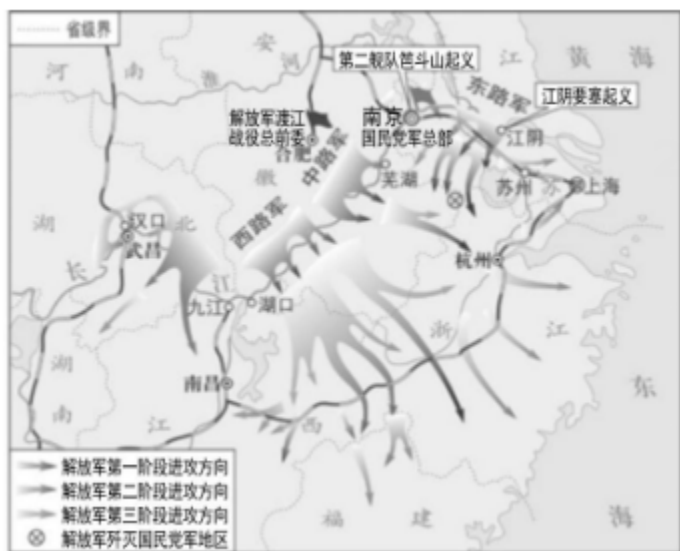 省级界
安
江
黄
海
河
南
淮
河
第二舰队笆斗山起义
东路军
江阴要塞起义
解放军渡江
战役总前委
合肥
南京
国民党军总部
江阴
中路军
徽
芜湖
苏州
苏
上海
湖
汉口
北
武昌
西路军
长
江
杭州
九江
湖口
浙
江
湖
南
南昌
东
江
西
解放军第一阶段进攻方向
解放军第二阶段进攻方向
解放军第三阶段进攻方向
解放军歼灭国民党军地区
福
建
海